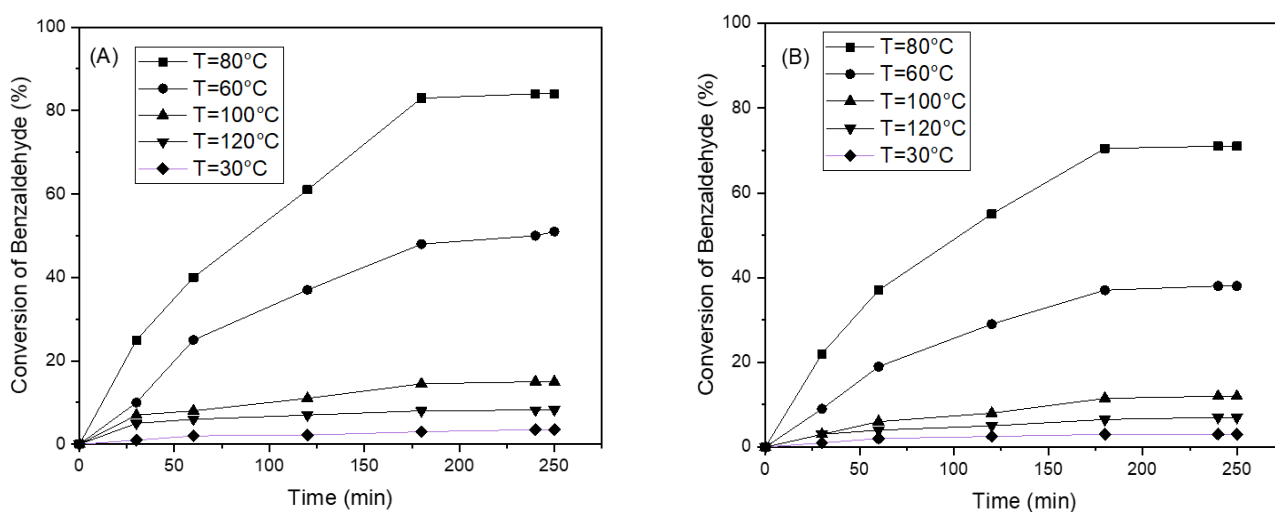 (A)
T=80°C
T=60°C
T=100°C
T=120°C
T=30°C
100
80
60
40
20
0
0
50
100
150
200
250
Conversion of Benzaldehyde (%)
Time (min)
(B)
T=80°C
T=60°C
T=100°C
T=120°C
T=30°C
100
80
60
40
20
0
0
50
100
150
200
250
Conversion of Benzaldehyde (%)
Time (min)